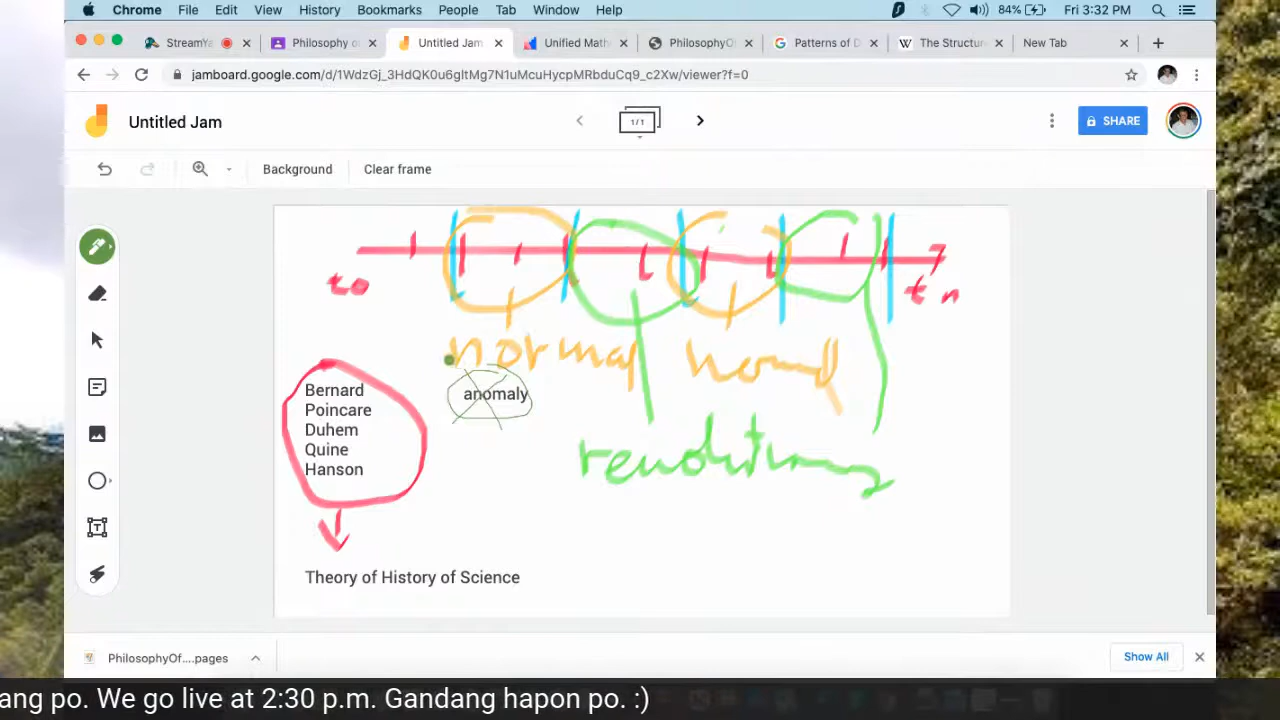 Chrome File Edit View History Bookmarks People Tab Window Help 84% Fri 3:32 PM
StreamYa Philosophy o Untitled Jam Unified Math PhilosophyO Patterns of D The Structur New Tab
jamboard.google.com/d/1WdzGj_3HdQK0u6gltMg7N1uMcuHycpMRbduCq9_c2Xw/viewer?f=0
Untitled Jam 1/1 SHARE
Background Clear frame
to tn
normal
anomaly
Bernard
Poincare
Duhem
Quine
Hanson
Theory of History of Science
PhilosophyOf....pages Show All
ang po. We go live at 2:30 p.m. Gandang hapon po. :)